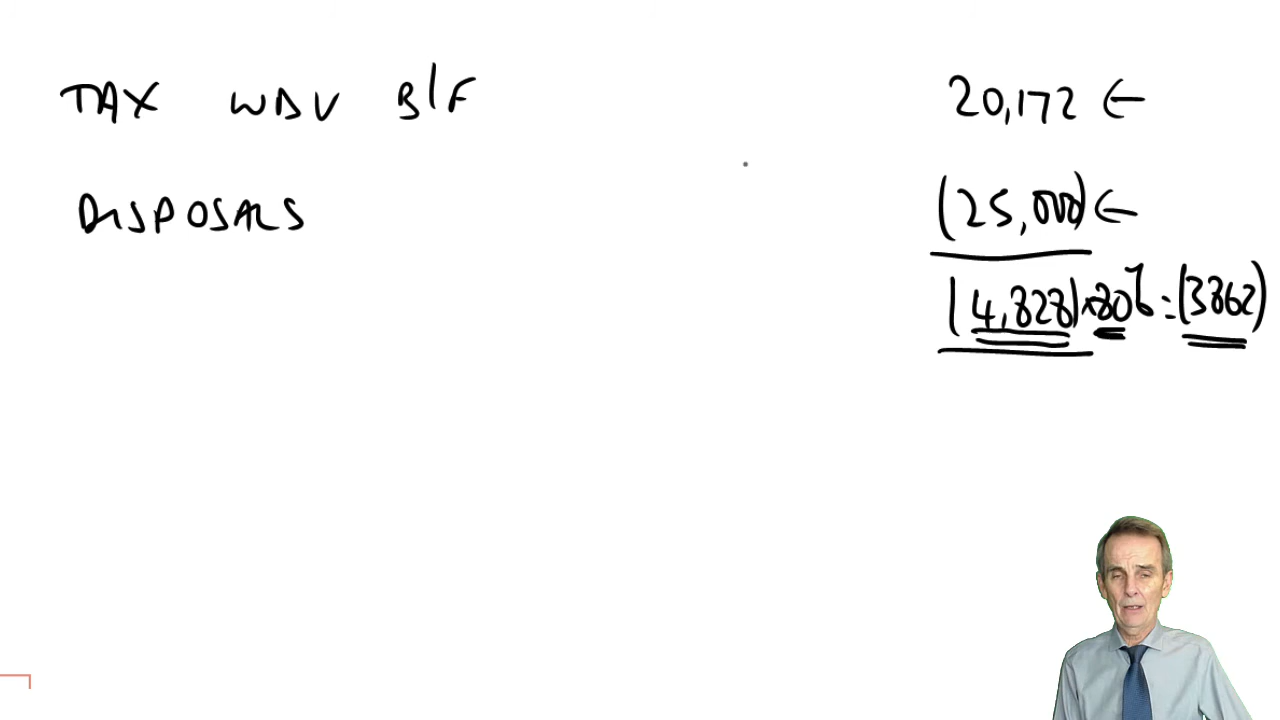 TAX WDV B/F 20,172 ←
DISPOSALS (25,000) ←
(4,828) × 80% = (3862)